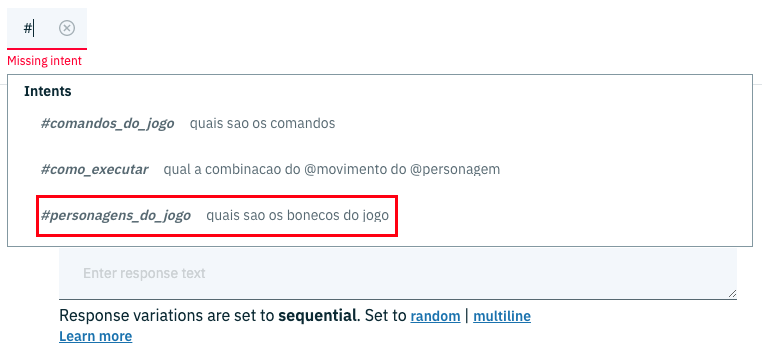 #
Missing intent
Intents
#comandos_do_jogo quais sao os comandos
#como_executar qual a combinacao do @movimento do @personagem
#personagens_do_jogo quais sao os bonecos do jogo
Enter response text
Response variations are set to sequential. Set to random | multiline
Learn more